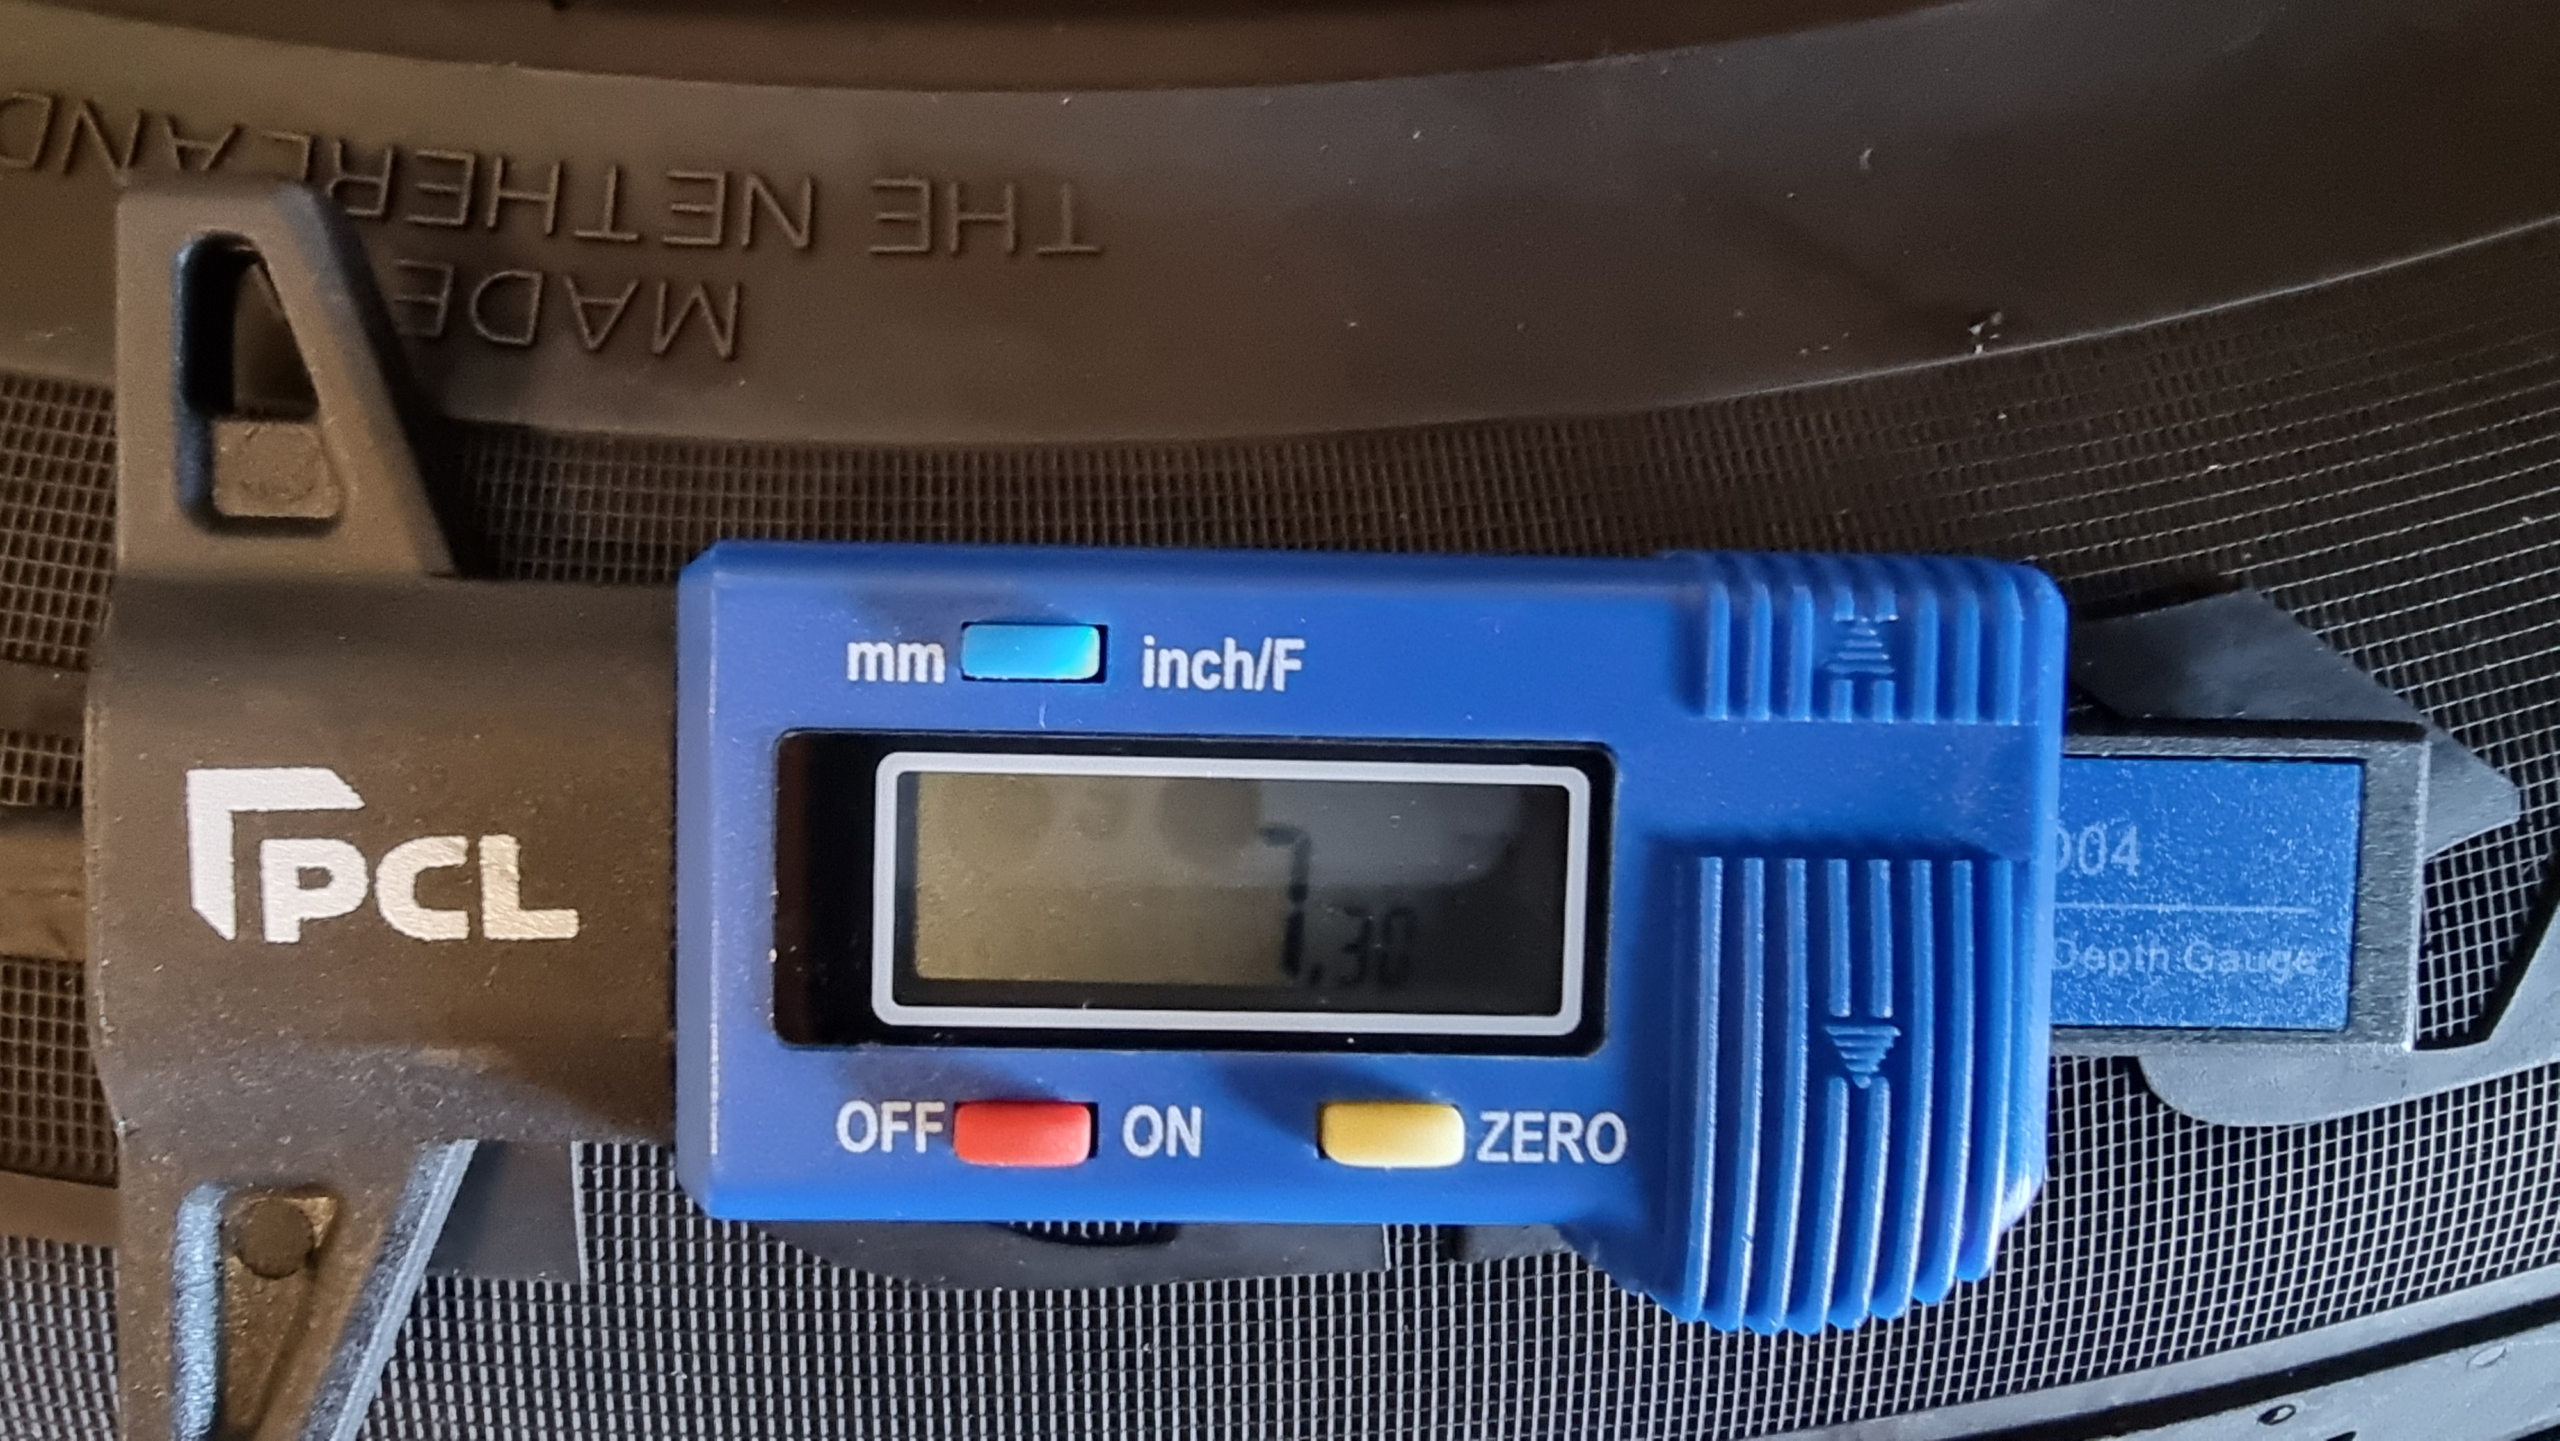 MADE
THE NETHERLAND
mm inch/F
PCL
7.30
004
Depth Gauge
OFF ON ZERO